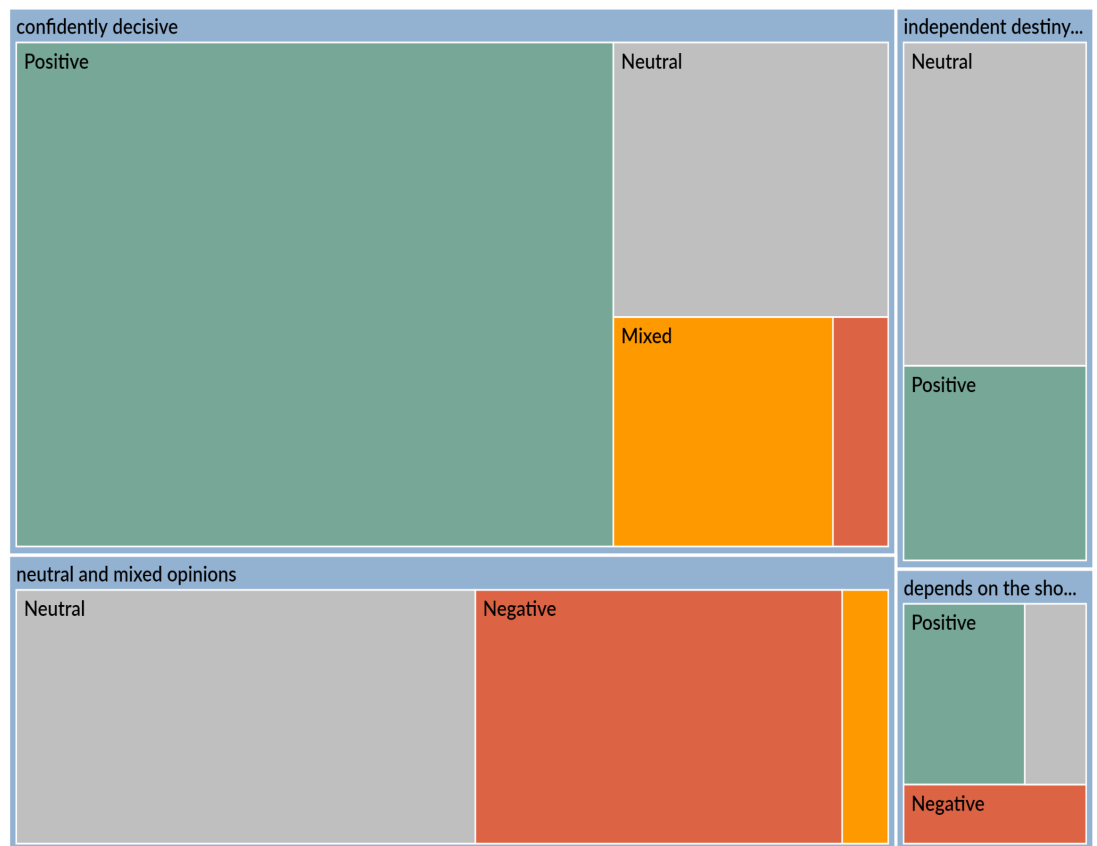 confidently decisive
Positive
Neutral
Mixed
neutral and mixed opinions
Neutral
Negative
independent destiny...
Neutral
Positive
depends on the sho...
Positive
Negative